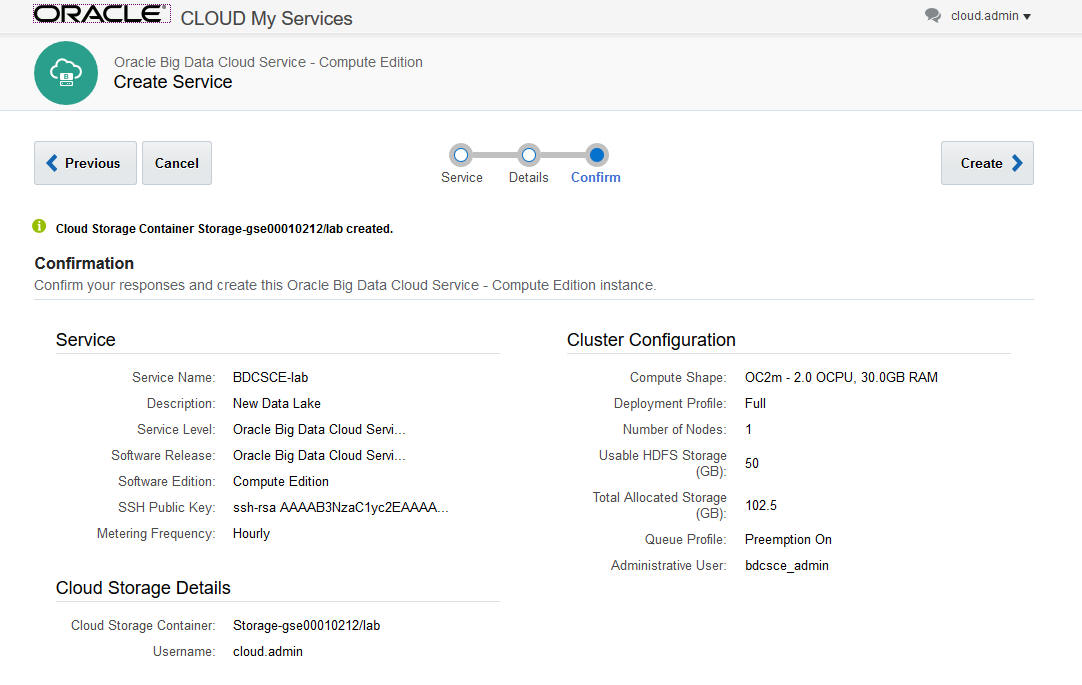 ORACLE CLOUD My Services
cloud.admin
Oracle Big Data Cloud Service - Compute Edition
Create Service
Previous
Cancel
Service
Details
Confirm
Create
Cloud Storage Container Storage-gse00010212/lab created.
Confirmation
Confirm your responses and create this Oracle Big Data Cloud Service - Compute Edition instance.
Service
Service Name: BDCSCE-lab
Description: New Data Lake
Service Level: Oracle Big Data Cloud Servi...
Software Release: Oracle Big Data Cloud Servi...
Software Edition: Compute Edition
SSH Public Key: ssh-rsa AAAAB3NzaC1yc2EAAAA...
Metering Frequency: Hourly
Cloud Storage Details
Cloud Storage Container: Storage-gse00010212/lab
Username: cloud.admin
Cluster Configuration
Compute Shape: OC2m - 2.0 OCPU, 30.0GB RAM
Deployment Profile: Full
Number of Nodes: 1
Usable HDFS Storage
(GB): 50
Total Allocated Storage
(GB): 102.5
Queue Profile: Preemption On
Administrative User: bdcsce_admin